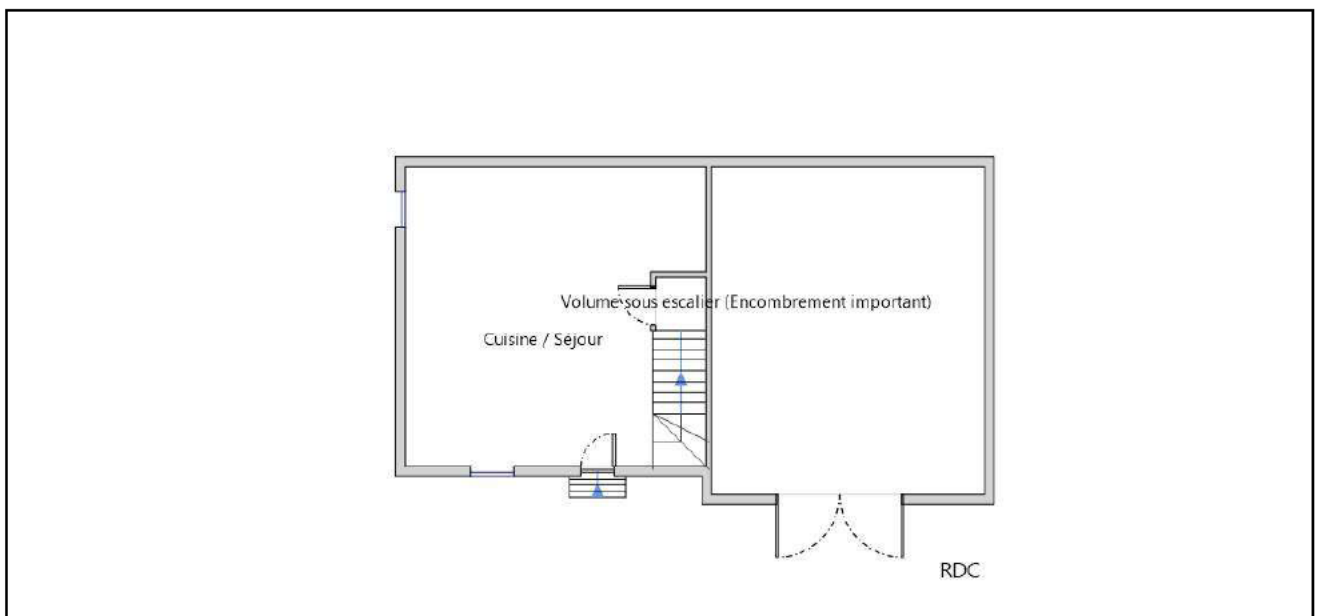 Volume sous escalier (Encombrement important)
Cuisine / Séjour
RDC